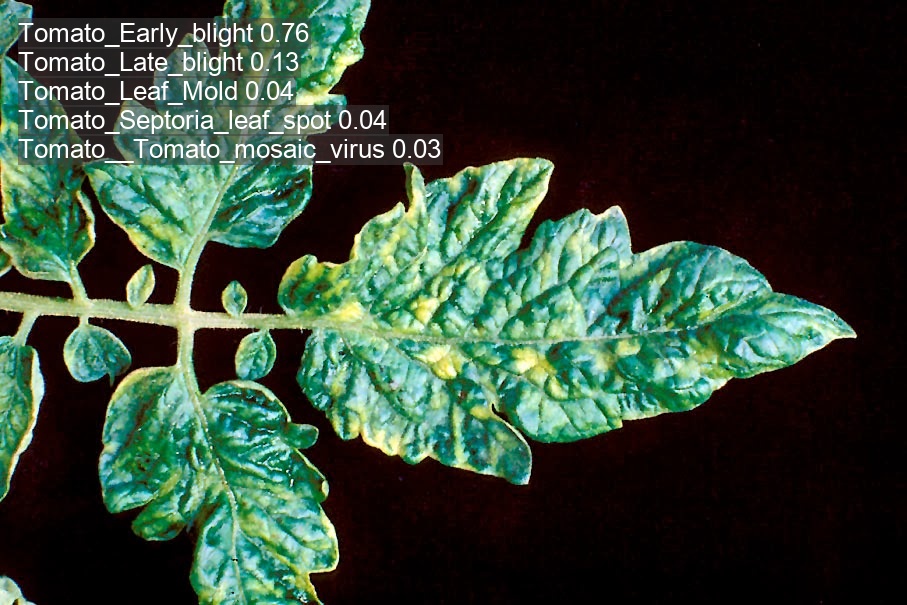 Tomato_Early_blight 0.76
Tomato_Late_blight 0.13
Tomato_Leaf_Mold 0.04
Tomato_Septoria_leaf_spot 0.04
Tomato__Tomato_mosaic_virus 0.03